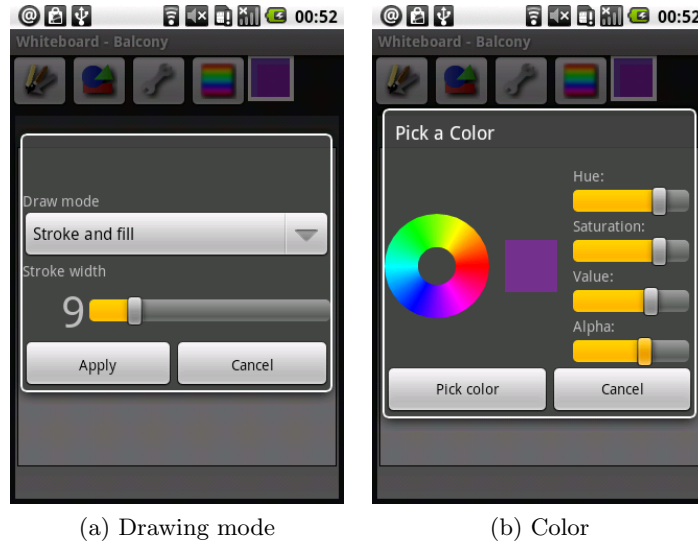 00:52
Whiteboard - Balcony
Draw mode
Stroke and fill
Stroke width
9
Apply
Cancel
(a) Drawing mode
00:52
Whiteboard - Balcony
Pick a Color
Hue:
Saturation:
Value:
Alpha:
Pick color
Cancel
(b) Color